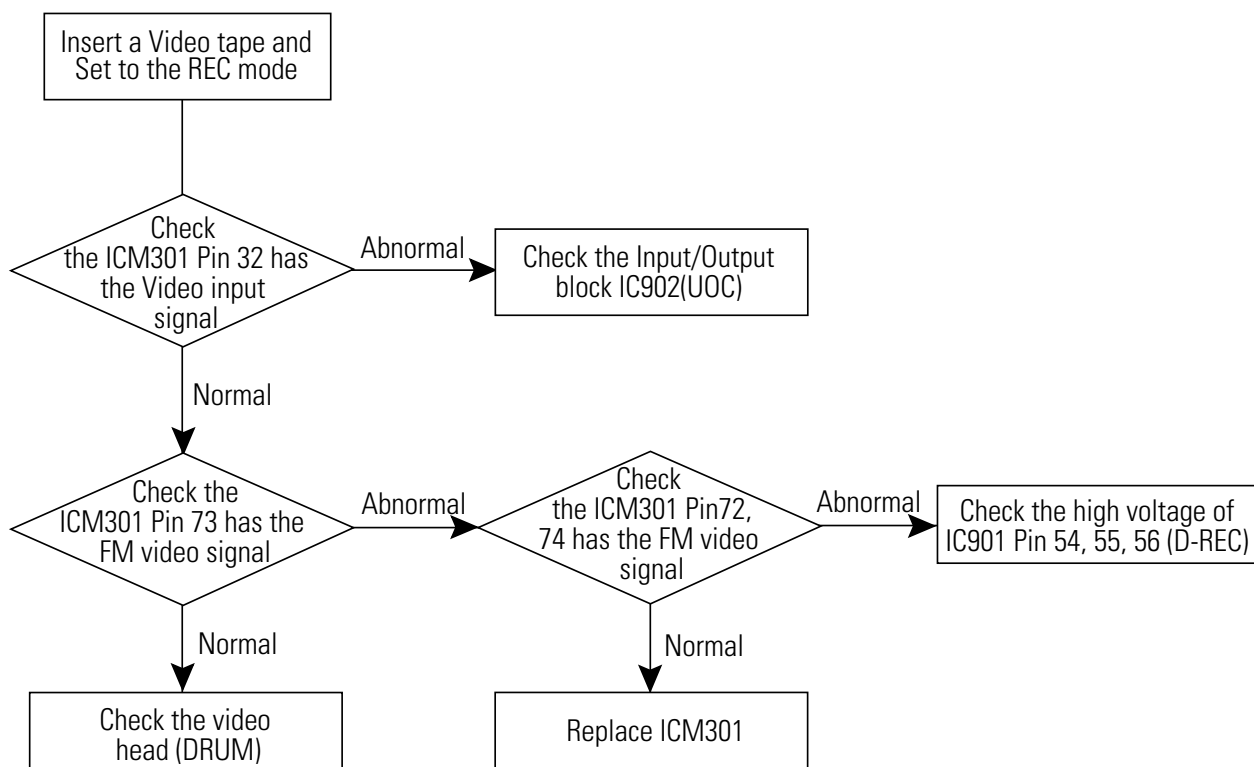 Insert a Video tape and
Set to the REC mode
Check
the ICM301 Pin 32 has
the Video input
signal
Abnormal
Check the Input/Output
block IC902(UOC)
Normal
Check the
ICM301 Pin 73 has the
FM video signal
Abnormal
Check
the ICM301 Pin72,
74 has the FM video
signal
Abnormal
Check the high voltage of
IC901 Pin 54, 55, 56 (D-REC)
Normal
Normal
Check the video
head (DRUM)
Replace ICM301